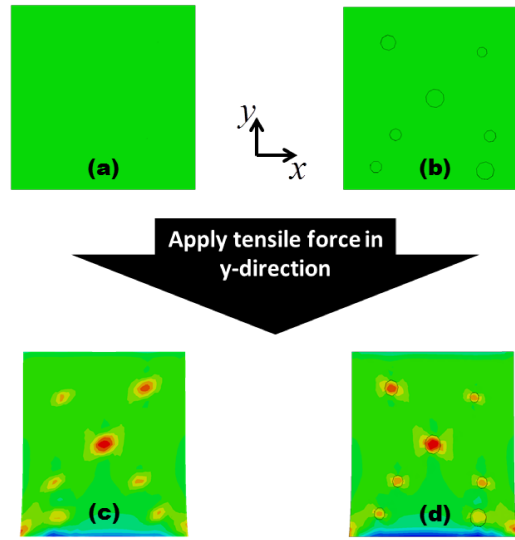 y
x
(a)
(b)
Apply tensile force in
y-direction
(c)
(d)